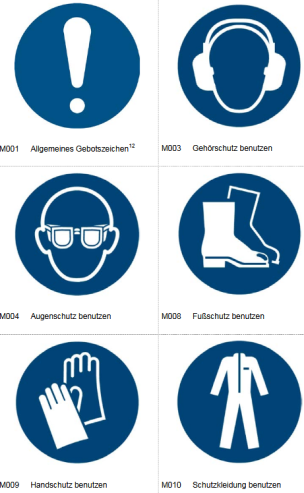 M001 Allgemeines Gebotszeichen¹²
M003 Gehörschutz benutzen
M004 Augenschutz benutzen
M008 Fußschutz benutzen
M009 Handschutz benutzen
M010 Schutzkleidung benutzen